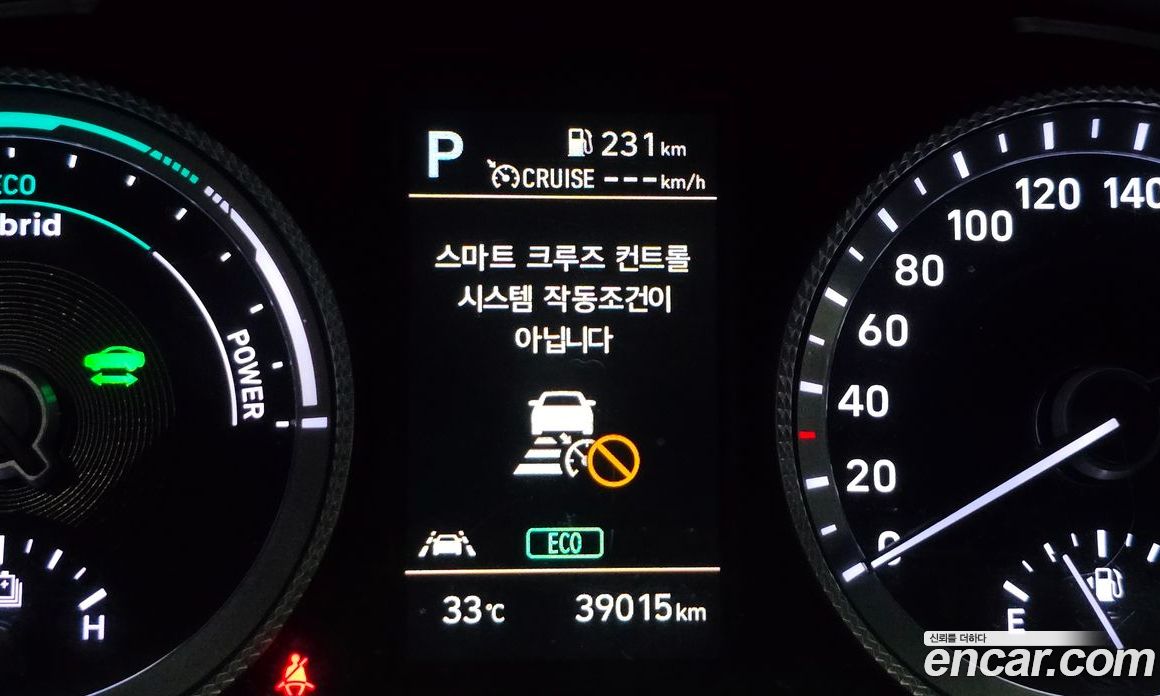 P
231km
CRUISE ---km/h
스마트 크루즈 컨트롤
시스템 작동조건이
아닙니다
ECO
33℃
39015km
ECO
brid
POWER
H
0
20
40
60
80
100
120
140
E
신뢰를 더하다
encar.com